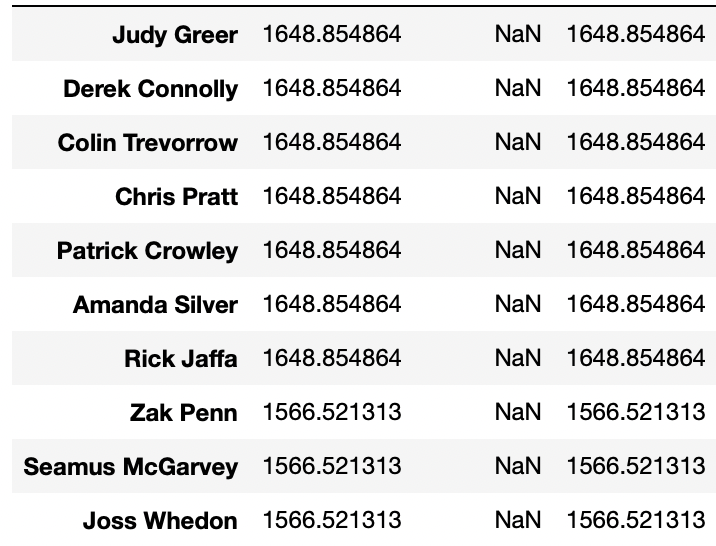 Judy Greer 1648.854864 NaN 1648.854864
Derek Connolly 1648.854864 NaN 1648.854864
Colin Trevorrow 1648.854864 NaN 1648.854864
Chris Pratt 1648.854864 NaN 1648.854864
Patrick Crowley 1648.854864 NaN 1648.854864
Amanda Silver 1648.854864 NaN 1648.854864
Rick Jaffa 1648.854864 NaN 1648.854864
Zak Penn 1566.521313 NaN 1566.521313
Seamus McGarvey 1566.521313 NaN 1566.521313
Joss Whedon 1566.521313 NaN 1566.521313